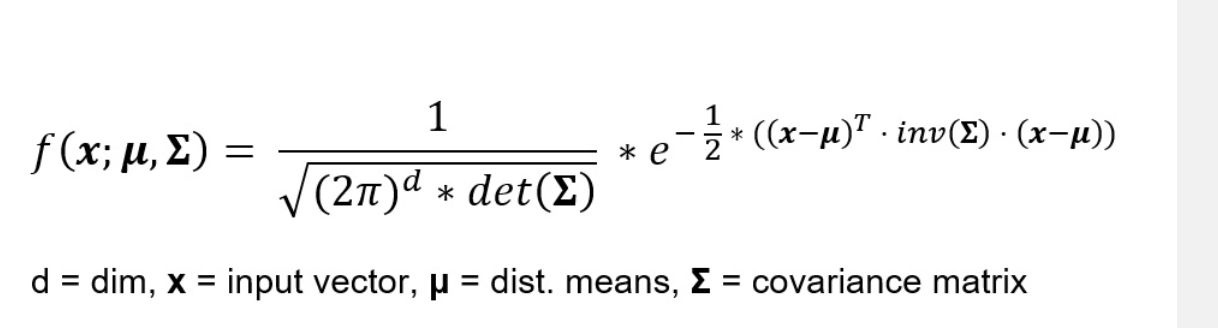 f(x; μ, Σ) = 1 / √((2π)^d * det(Σ)) * e^(-1/2 * ((x−μ)^T · inv(Σ) · (x−μ)))
d = dim, x = input vector, μ = dist. means, Σ = covariance matrix